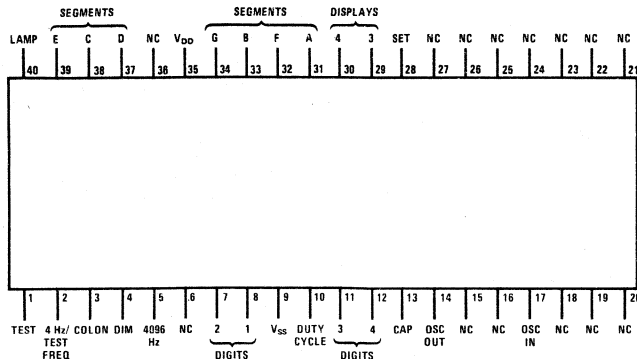 SEGMENTS SEGMENTS DISPLAYS
LAMP E C D NC VDD G B F A 4 3 SET NC NC NC NC NC NC NC
40 39 38 37 36 35 34 33 32 31 30 29 28 27 26 25 24 23 22 21
1 2 3 4 5 6 7 8 9 10 11 12 13 14 15 16 17 18 19 20
TEST 4 Hz/ COLON DIM 4096 NC 2 1 VSS DUTY 3 4 CAP OSC NC NC OSC NC NC NC
TEST Hz CYCLE OUT IN
FREQ DIGITS DIGITS